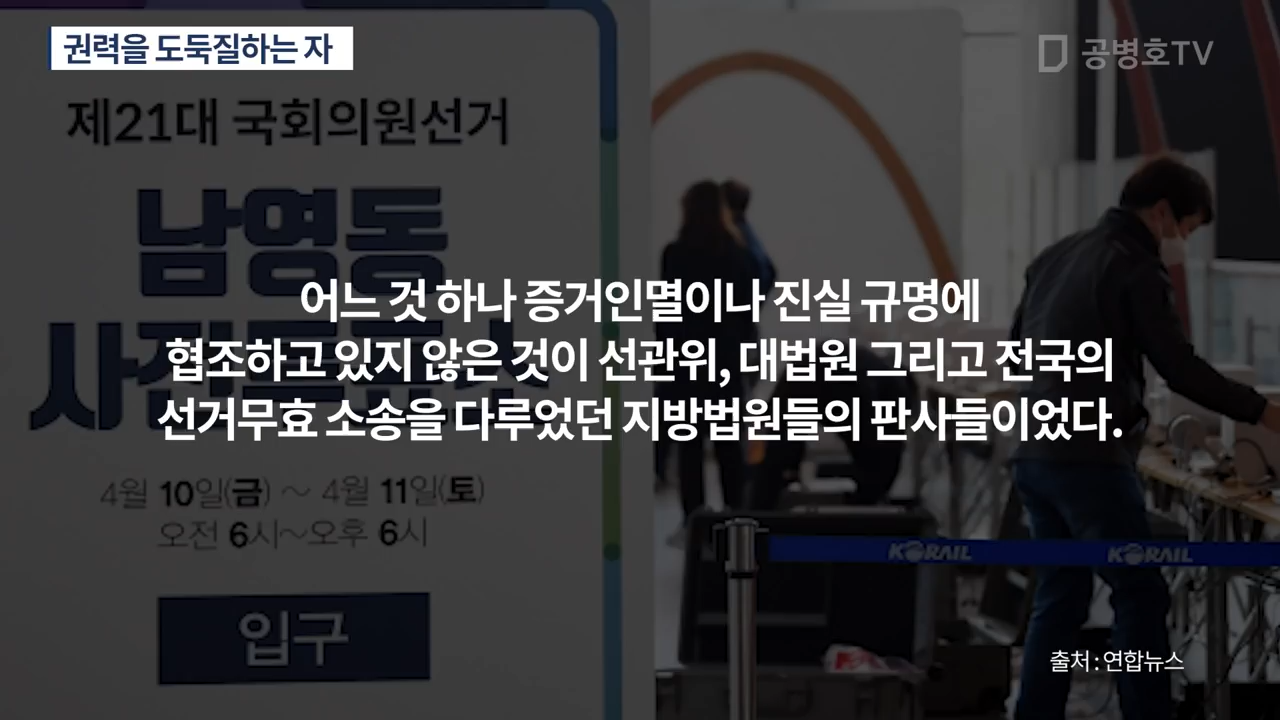 권력을 도둑질하는 자
공병호TV
제21대 국회의원선거
남영동
어느 것 하나 증거인멸이나 진실 규명에
협조하고 있지 않은 것이 선관위, 대법원 그리고 전국의
선거무효 소송을 다루었던 지방법원들의 판사들이었다.
4월 10일(금) ~ 4월 11일(토)
오전 6시~오후 6시
KORAIL
KORAIL
입구
출처 : 연합뉴스